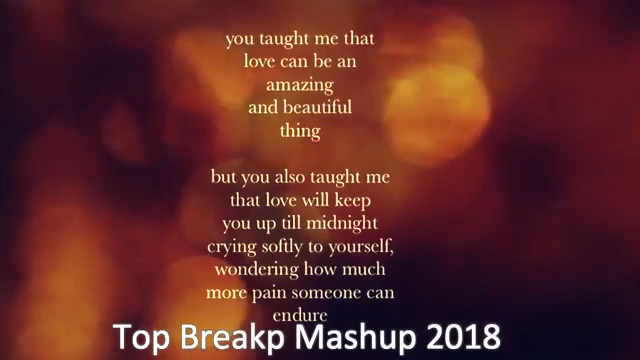 you taught me that
love can be an
amazing
and beautiful
thing
but you also taught me
that love will keep
you up till midnight
crying softly to yourself,
wondering how much
more pain someone can
endure
Top Breakp Mashup 2018